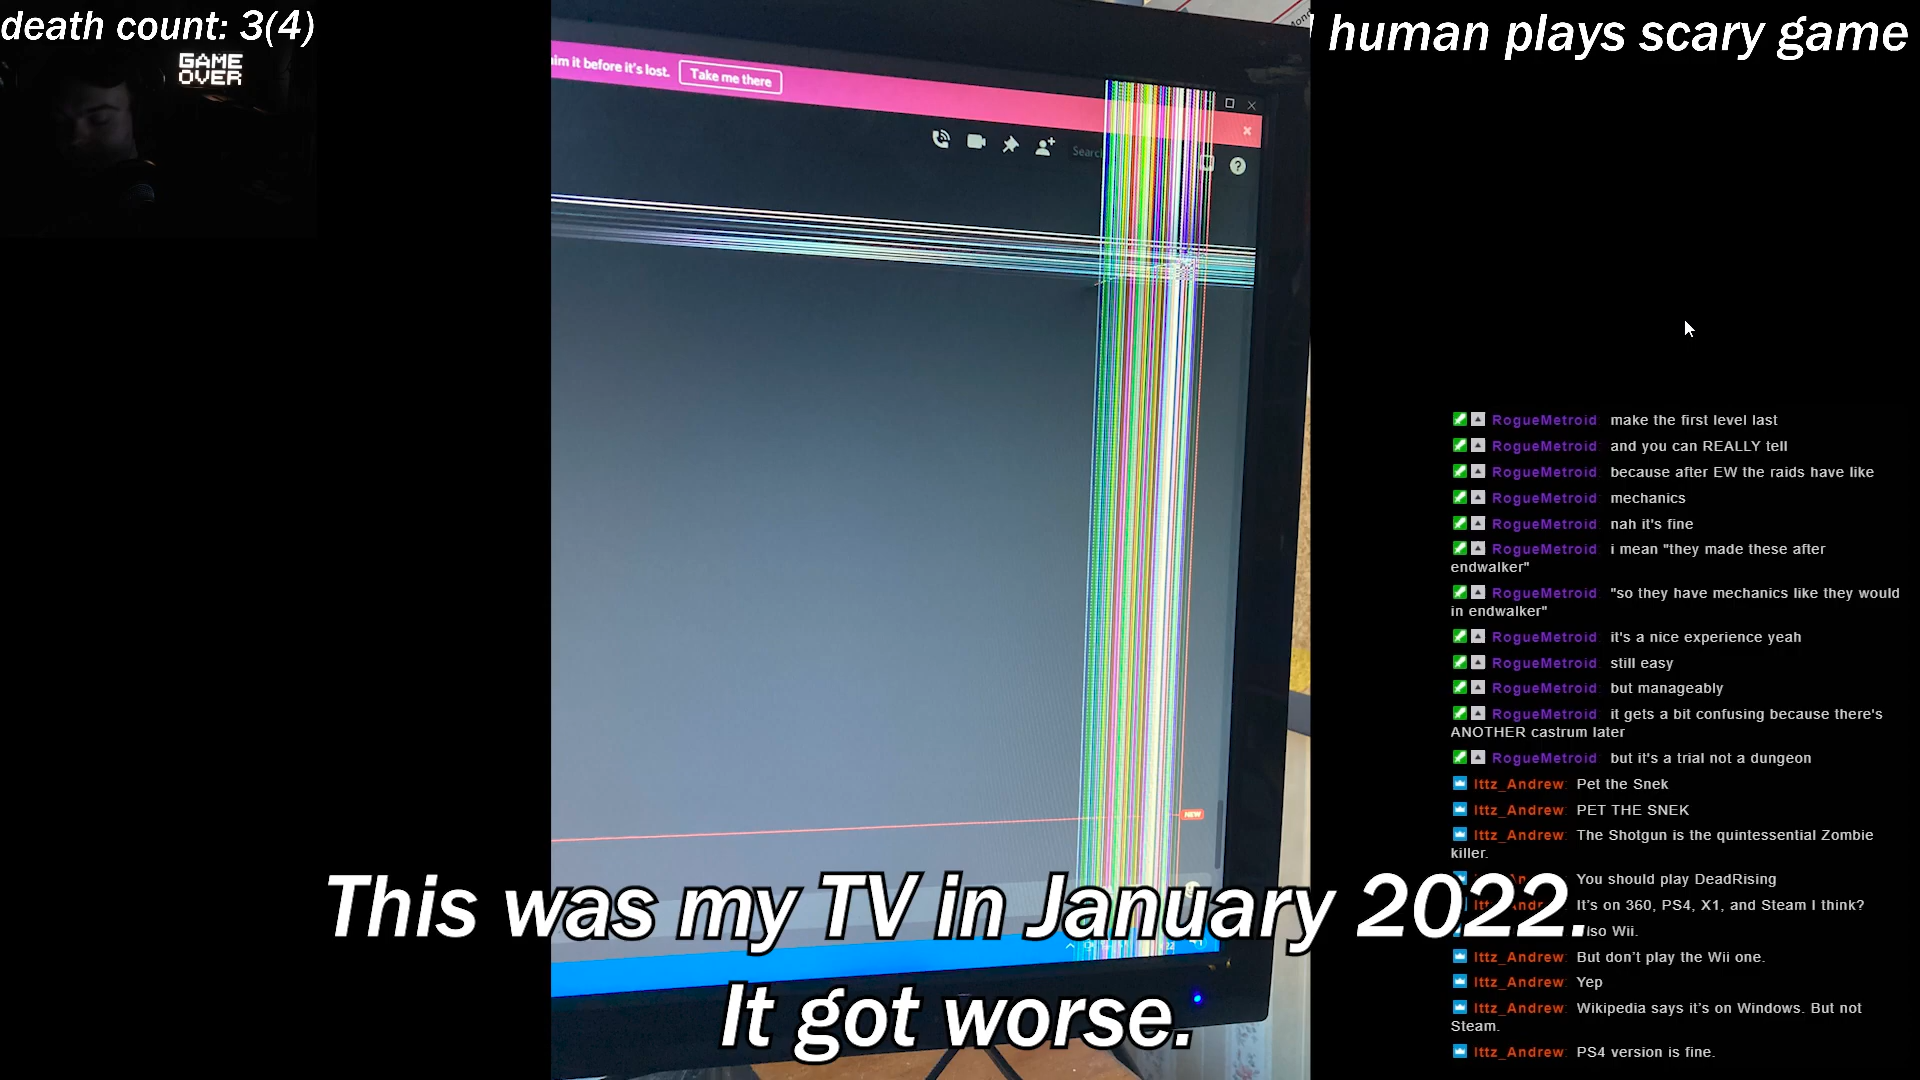 death count: 3(4)
GAME
OVER
human plays scary game
im it before it's lost.
Take me there
Search
NEW
RogueMetroid: make the first level last
RogueMetroid: and you can REALLY tell
RogueMetroid: because after EW the raids have like
RogueMetroid: mechanics
RogueMetroid: nah it's fine
RogueMetroid: i mean "they made these after
endwalker"
RogueMetroid: "so they have mechanics like they would
in endwalker"
RogueMetroid: it's a nice experience yeah
RogueMetroid: still easy
RogueMetroid: but manageably
RogueMetroid: it gets a bit confusing because there's
ANOTHER castrum later
RogueMetroid: but it's a trial not a dungeon
Ittz_Andrew: Pet the Snek
Ittz_Andrew: PET THE SNEK
Ittz_Andrew: The Shotgun is the quintessential Zombie
killer.
You should play DeadRising
It's on 360, PS4, X1, and Steam I think?
lso Wii.
Ittz_Andrew: But don't play the Wii one.
Ittz_Andrew: Yep
Ittz_Andrew: Wikipedia says it's on Windows. But not
Steam.
Ittz_Andrew: PS4 version is fine.
This was my TV in January 2022.
It got worse.